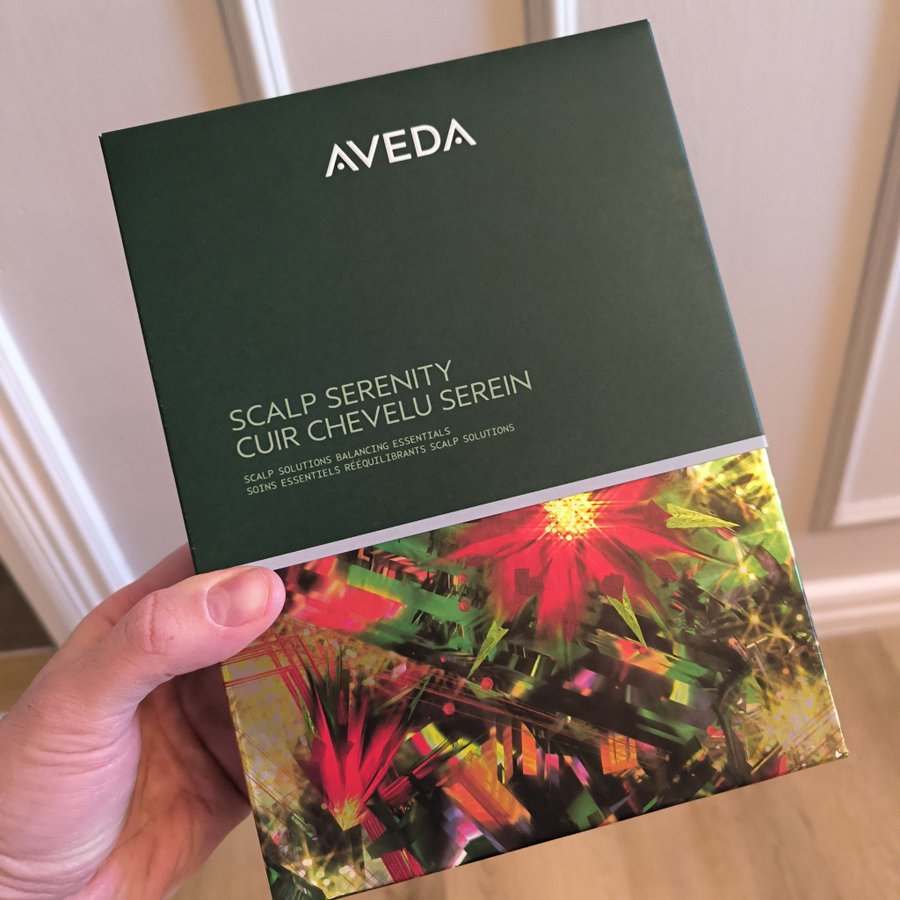 AVEDA
SCALP SERENITY
CUIR CHEVELU SEREIN
SCALP SOLUTIONS BALANCING ESSENTIALS
SOINS ESSENTIELS RÉÉQUILIBRANTS SCALP SOLUTIONS